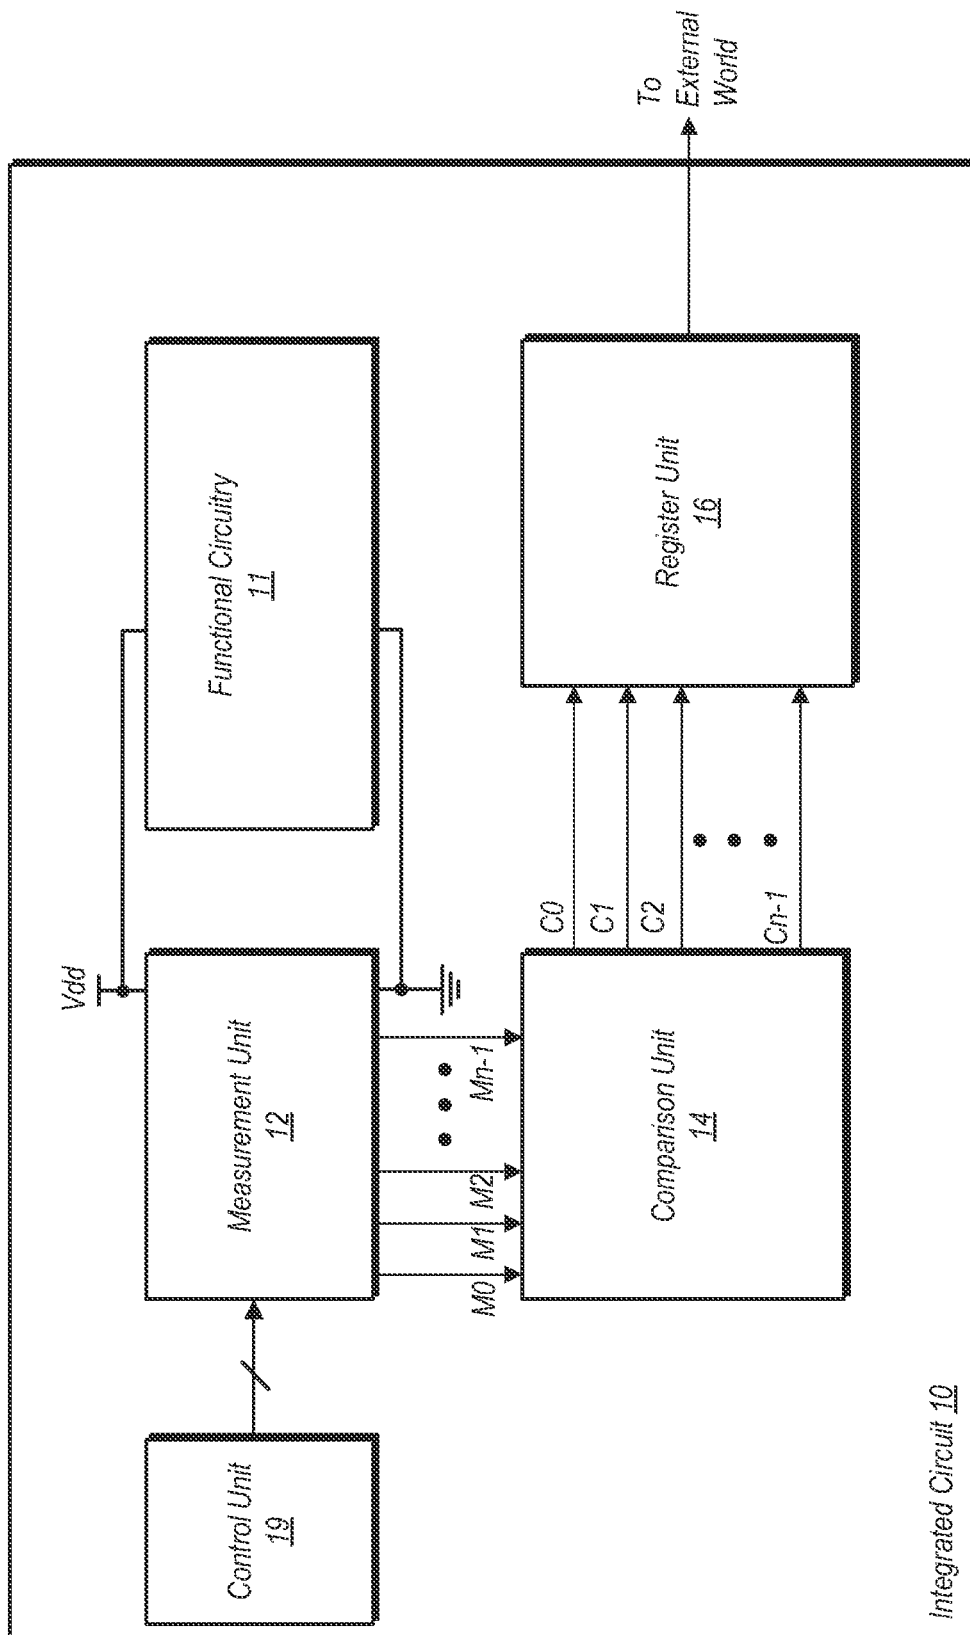 Control Unit
19
Vdd
Measurement Unit
12
Functional Circuitry
11
M0
M1
M2
Mn-1
Comparison Unit
14
C0
C1
C2
Cn-1
Register Unit
16
To
External
World
Integrated Circuit 10